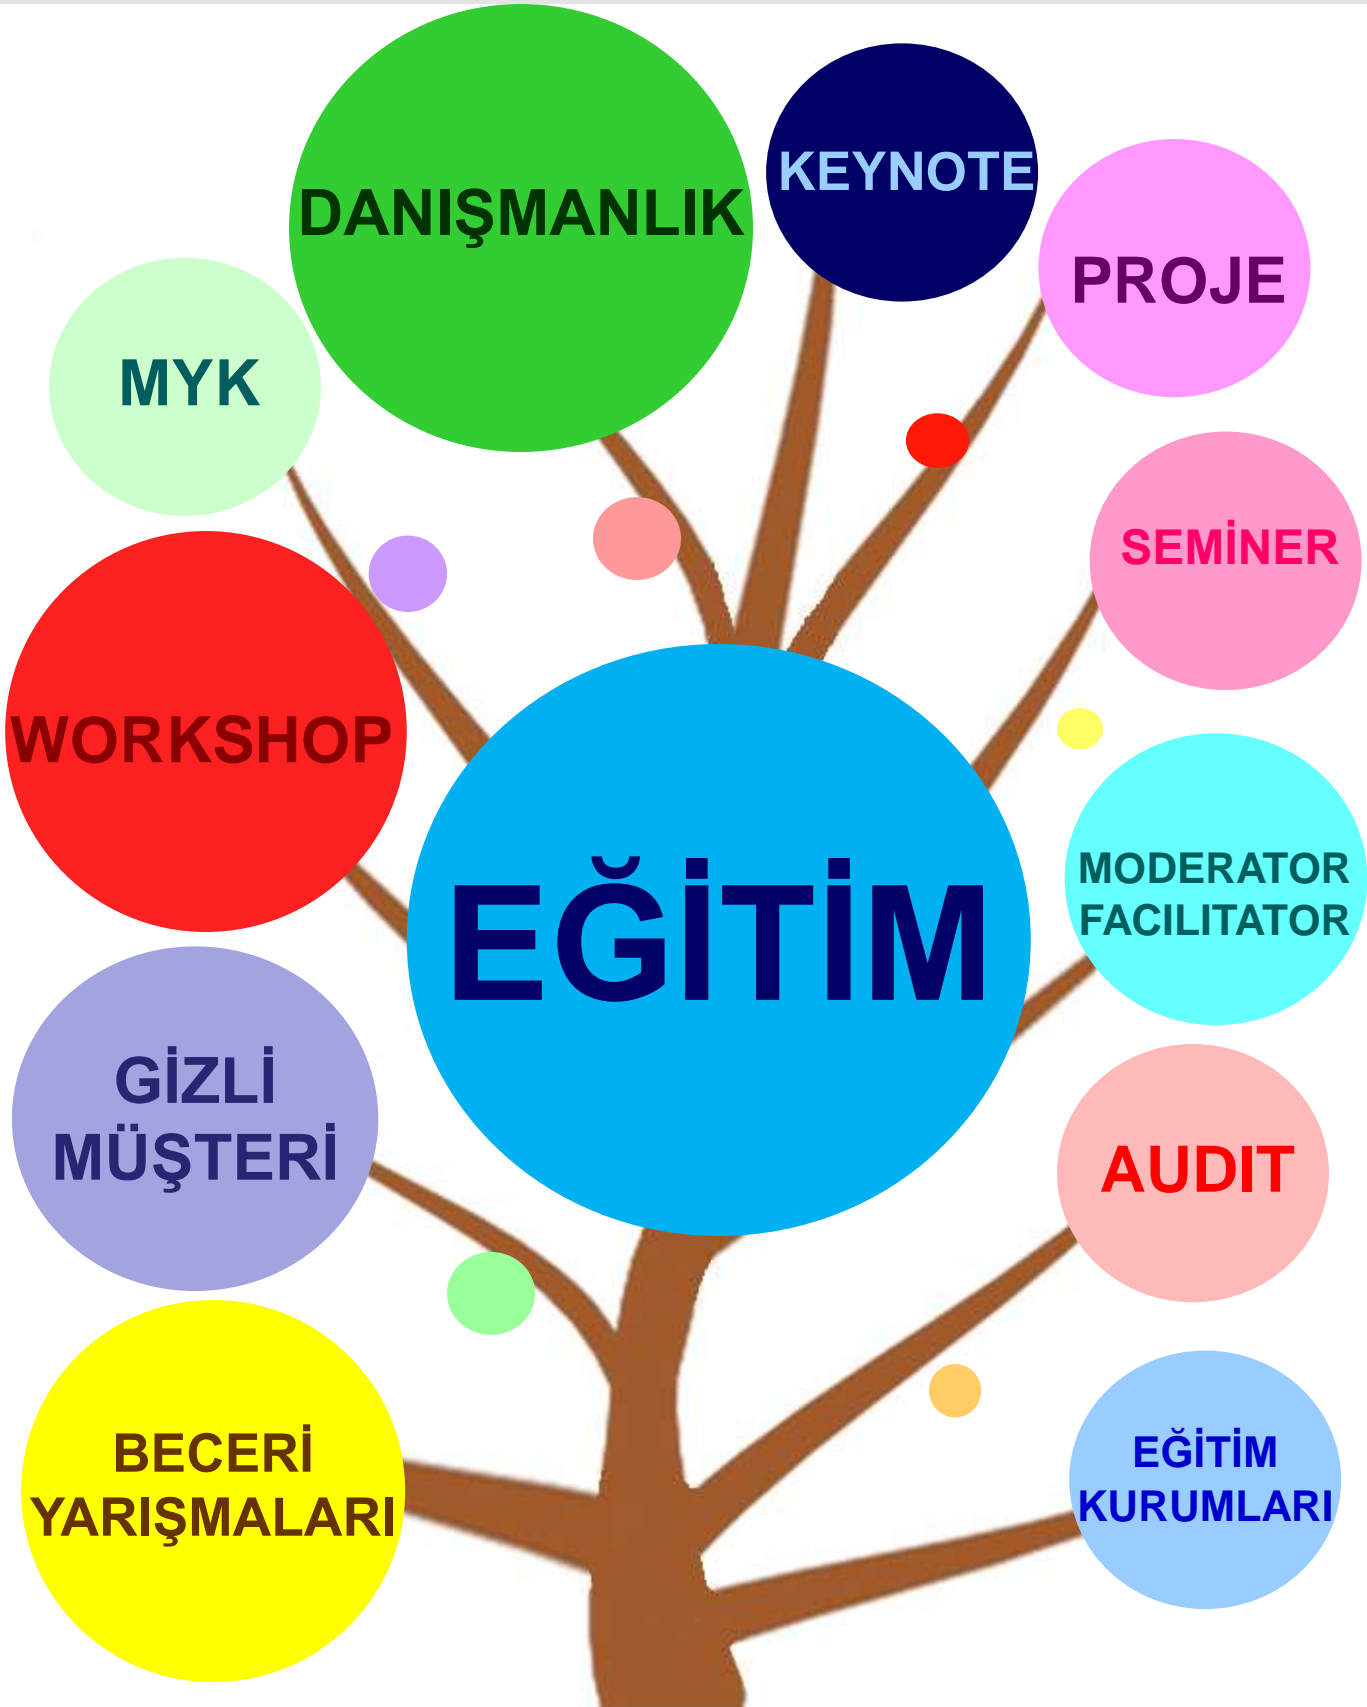 DANIŞMANLIK
KEYNOTE
PROJE
MYK
SEMİNER
WORKSHOP
MODERATOR
FACILITATOR
EĞİTİM
GİZLİ
MÜŞTERİ
AUDIT
BECERİ
YARIŞMALARI
EĞİTİM
KURUMLARI